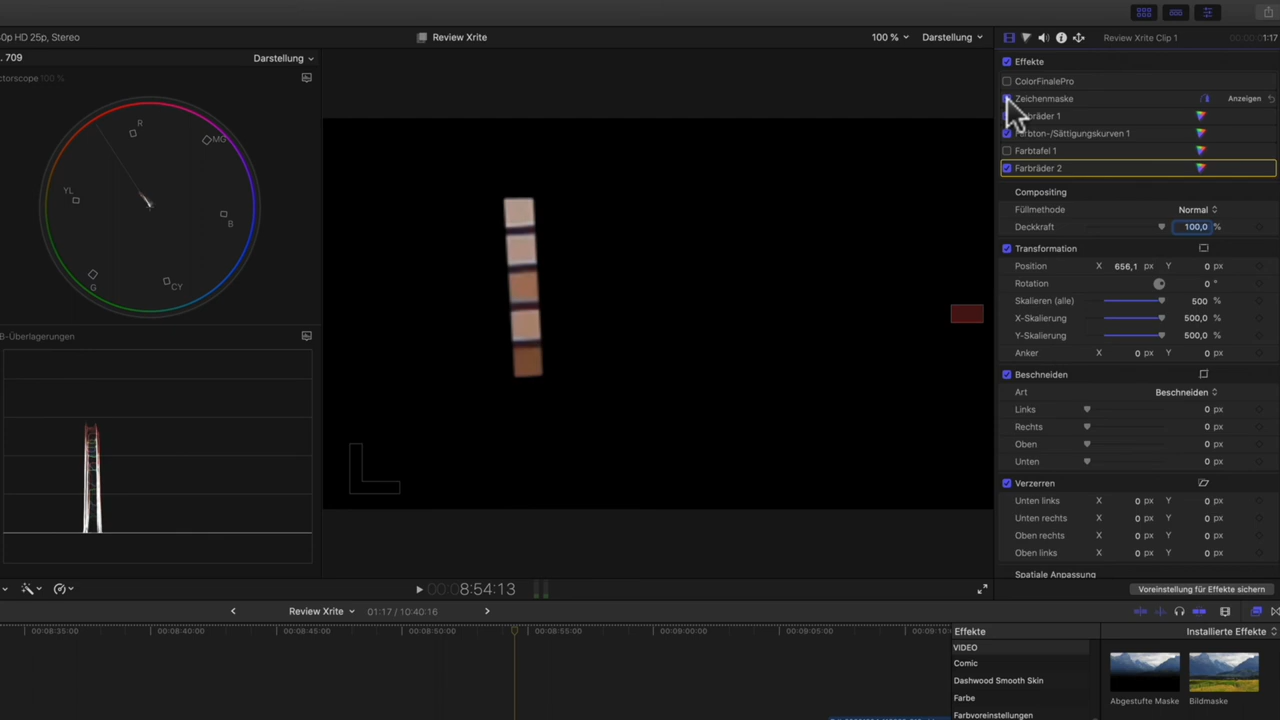 0p HD 25p, Stereo
Review Xrite
100 %
Darstellung
Review Xrite Clip 1
1:17
. 709
Darstellung
Effekte
ctorscope 100 %
ColorFinalePro
Zeichenmaske
Anzeigen
bräder 1
Farbton-/Sättigungskurven 1
Farbtafel 1
Farbräder 2
R
MG
YL
B
G
CY
Compositing
Füllmethode
Normal
Deckkraft
100,0 %
Transformation
Position X 656,1 px Y 0 px
Rotation 0 °
Skalieren (alle) 500 %
X-Skalierung 500,0 %
Y-Skalierung 500,0 %
Anker X 0 px Y 0 px
B-Überlagerungen
Beschneiden
Art Beschneiden
Links 0 px
Rechts 0 px
Oben 0 px
Unten 0 px
Verzerren
Unten links X 0 px Y 0 px
Unten rechts X 0 px Y 0 px
Oben rechts X 0 px Y 0 px
Oben links X 0 px Y 0 px
Spatiale Anpassung
00:08:54:13
Voreinstellung für Effekte sichern
Review Xrite
01:17 / 10:40:16
00:08:35:00
00:08:40:00
00:08:45:00
00:08:50:00
00:08:55:00
00:09:00:00
00:09:05:00
00:09:10
Effekte
Installierte Effekte
VIDEO
Comic
Dashwood Smooth Skin
Farbe
Farbvoreinstellungen
Abgestufte Maske
Bildmaske